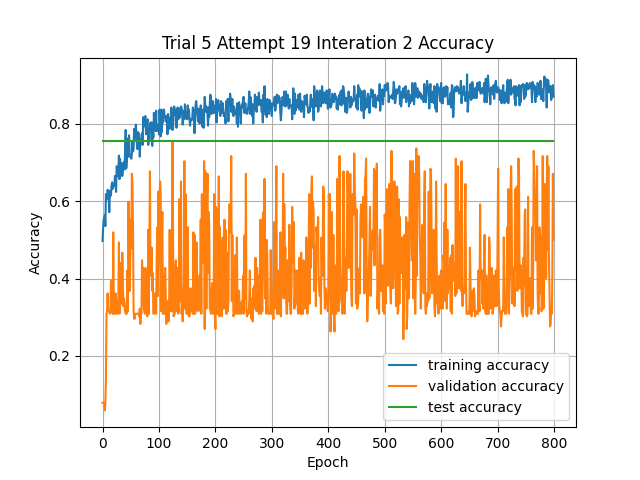 Trial 5 Attempt 19 Interation 2 Accuracy
Accuracy
0.8
0.6
0.4
0.2
training accuracy
validation accuracy
test accuracy
0 100 200 300 400 500 600 700 800
Epoch